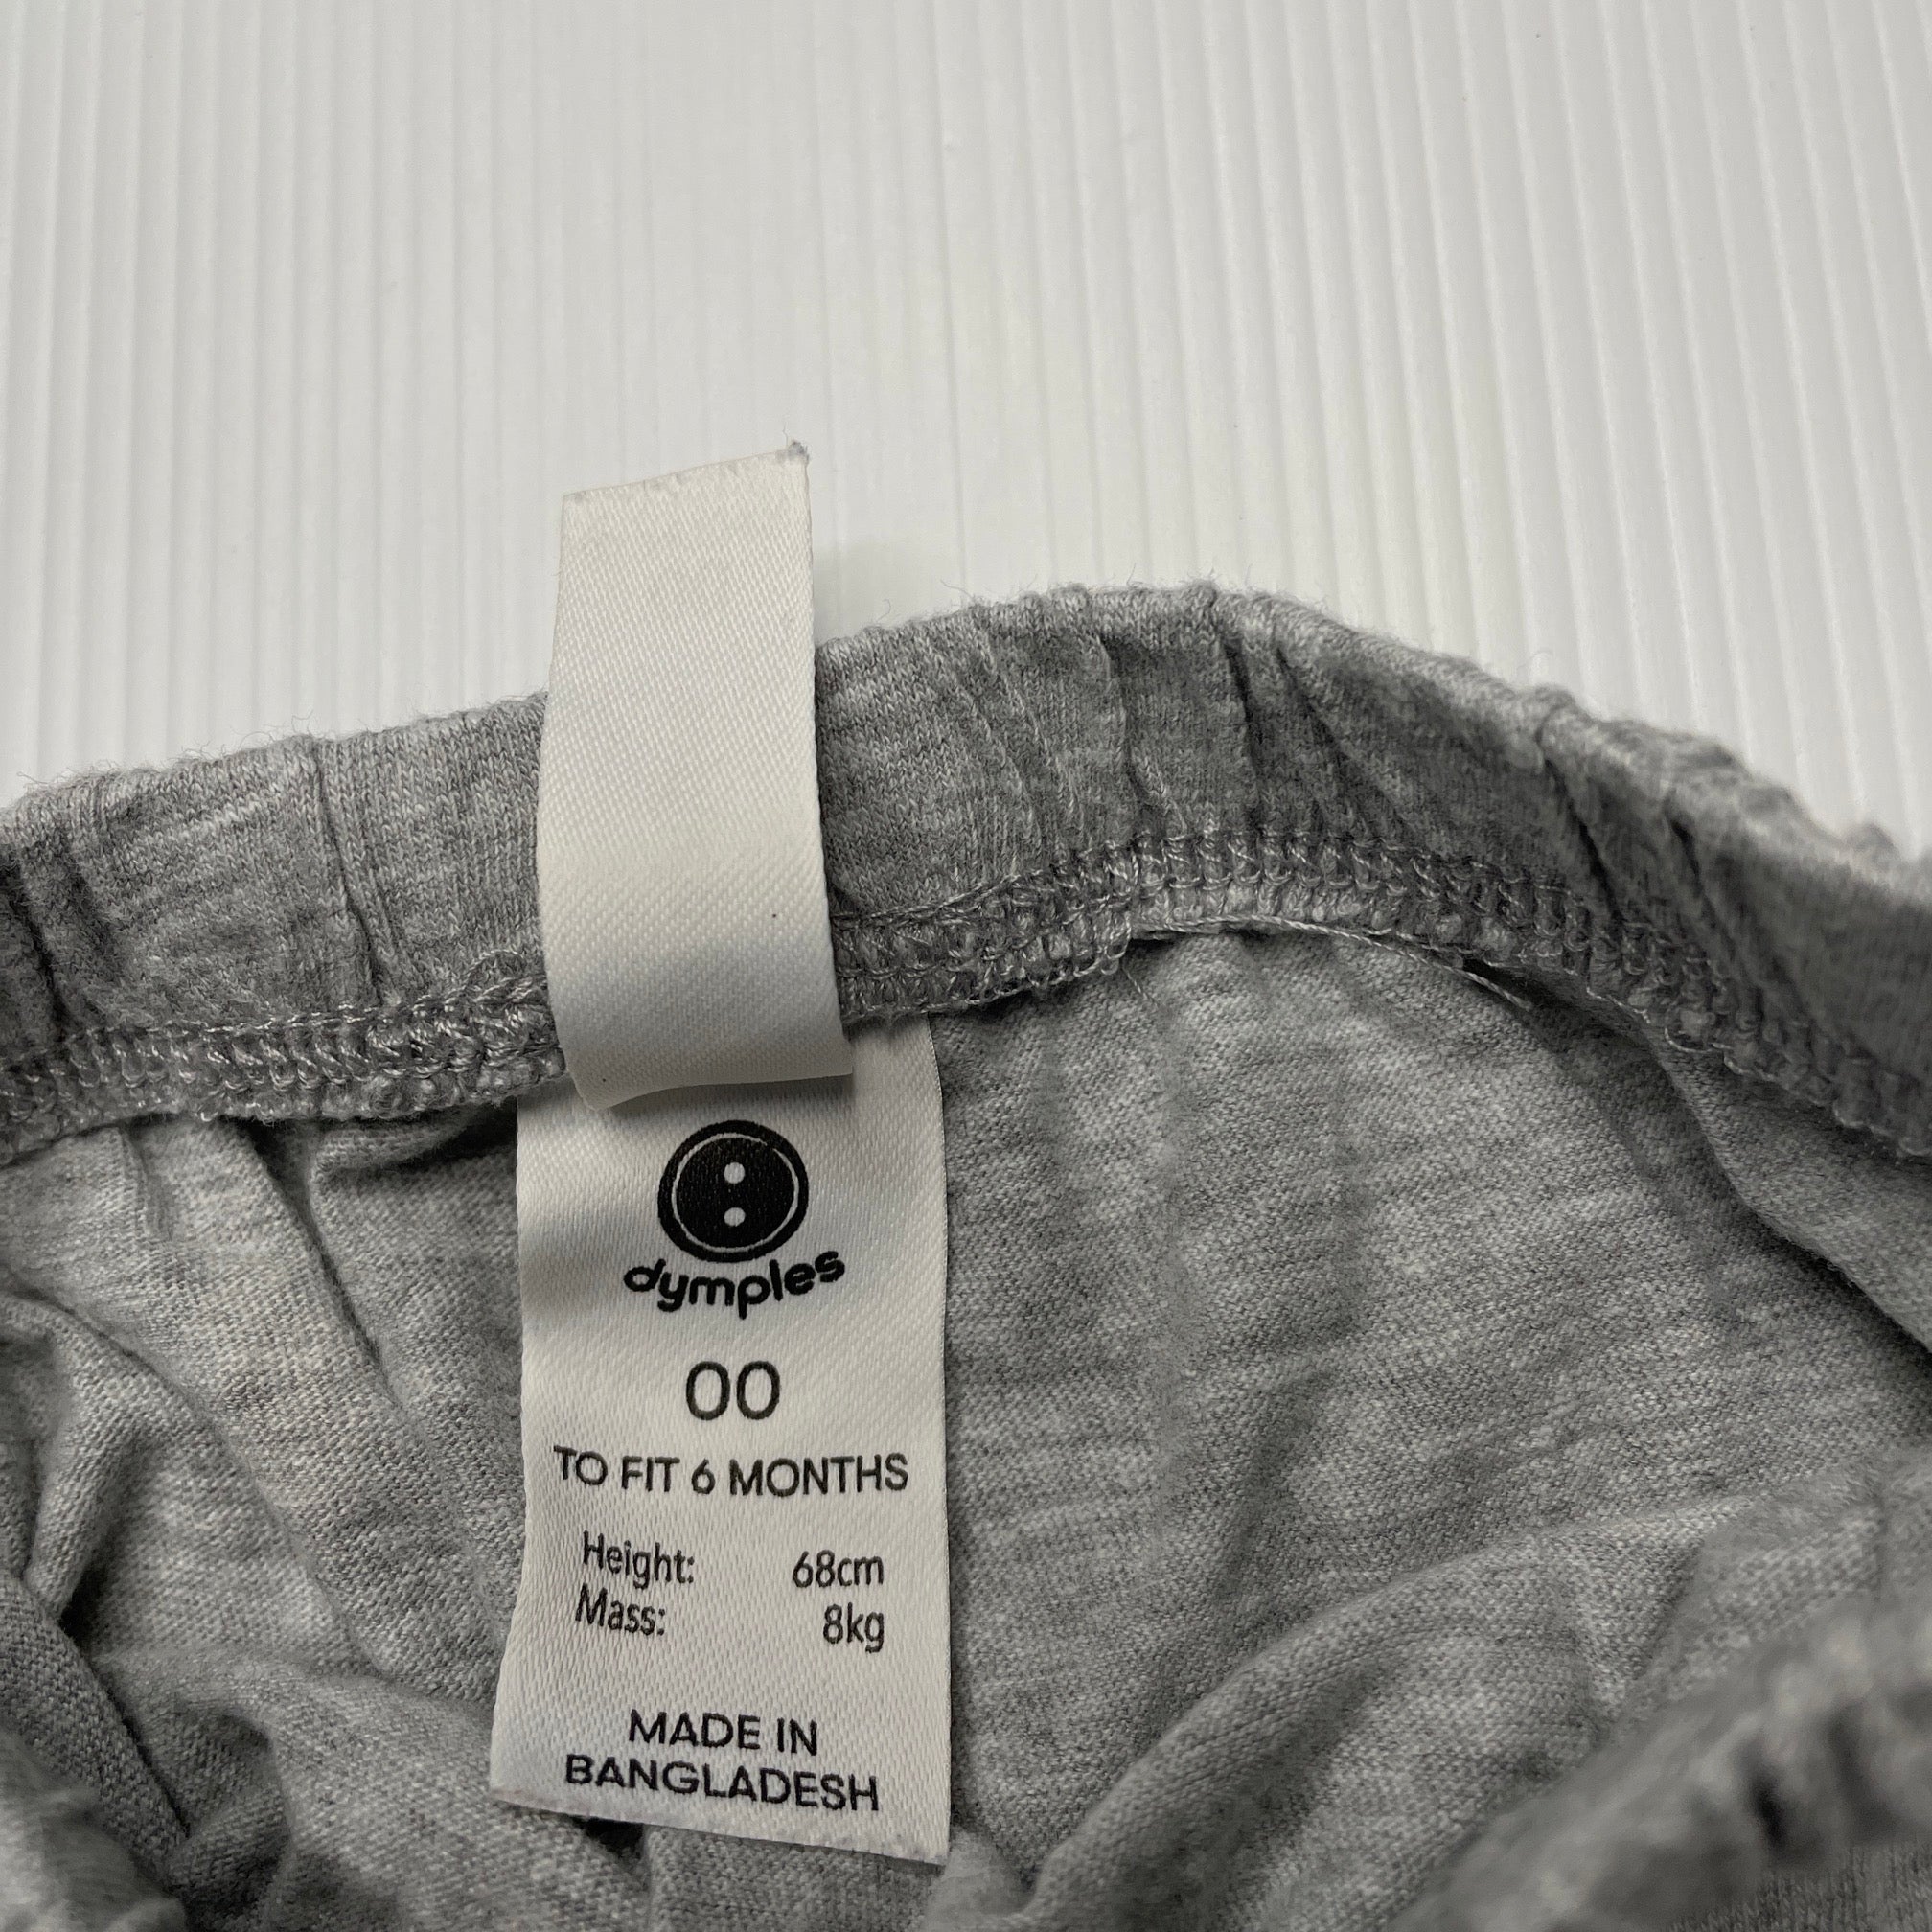 dymples
00
TO FIT 6 MONTHS
Height: 68cm
Mass: 8kg
MADE IN
BANGLADESH